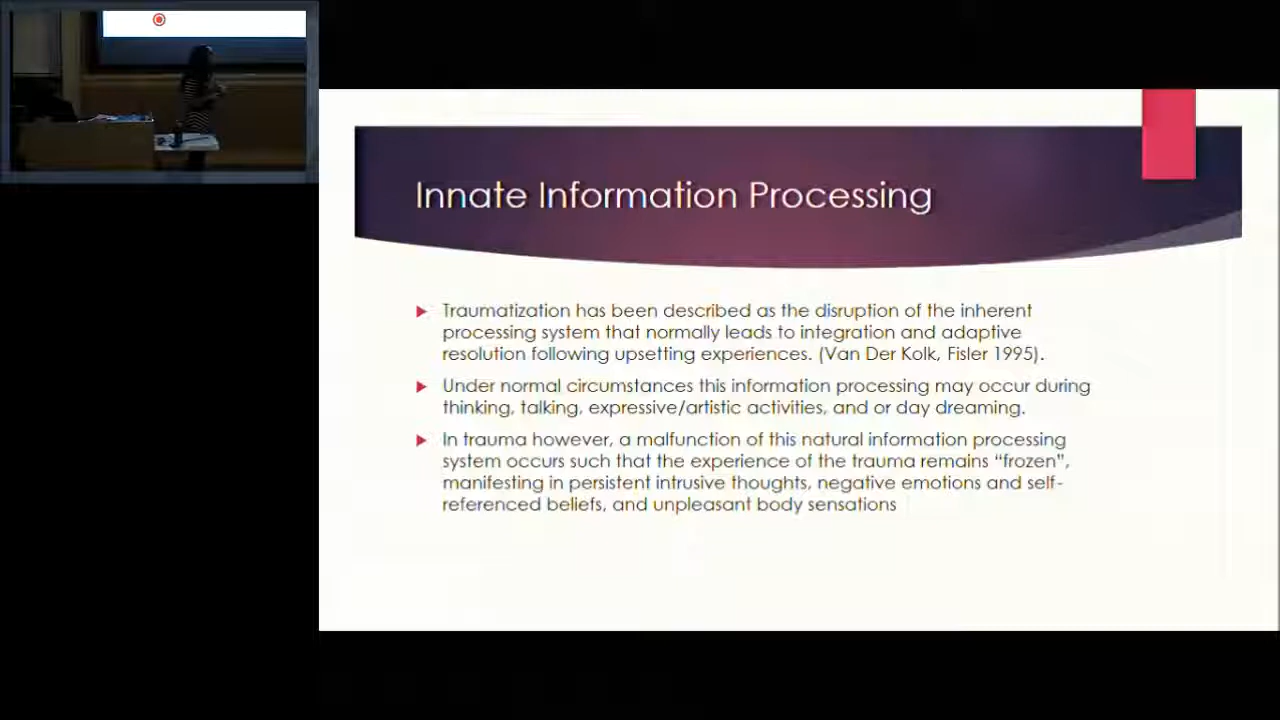 Innate Information Processing
Traumatization has been described as the disruption of the inherent
processing system that normally leads to integration and adaptive
resolution following upsetting experiences. (Van Der Kolk, Fisler 1995).
Under normal circumstances this information processing may occur during
thinking, talking, expressive/artistic activities, and or day dreaming.
In trauma however, a malfunction of this natural information processing
system occurs such that the experience of the trauma remains “frozen”,
manifesting in persistent intrusive thoughts, negative emotions and self-
referenced beliefs, and unpleasant body sensations